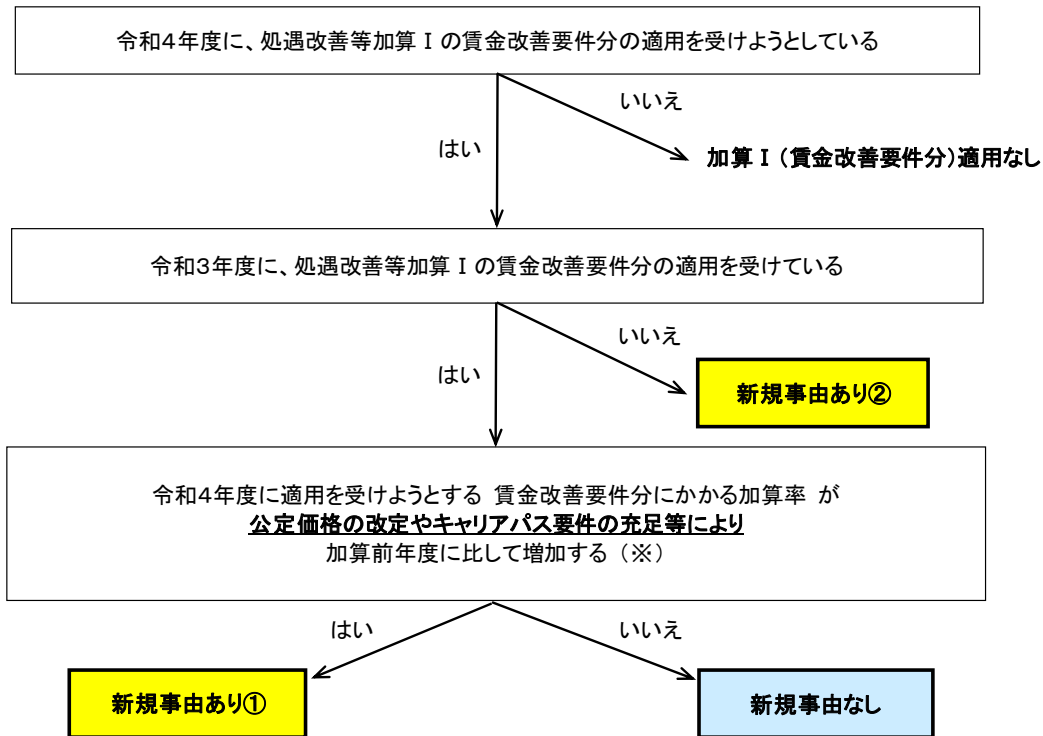 令和４年度に、処遇改善等加算Ⅰの賃金改善要件分の適用を受けようとしている
いいえ
はい
加算Ⅰ（賃金改善要件分）適用なし
令和３年度に、処遇改善等加算Ⅰの賃金改善要件分の適用を受けている
いいえ
はい
新規事由あり②
令和４年度に適用を受けようとする 賃金改善要件分にかかる加算率 が
公定価格の改定やキャリアパス要件の充足等により
加算前年度に比して増加する（※）
はい
いいえ
新規事由あり①
新規事由なし